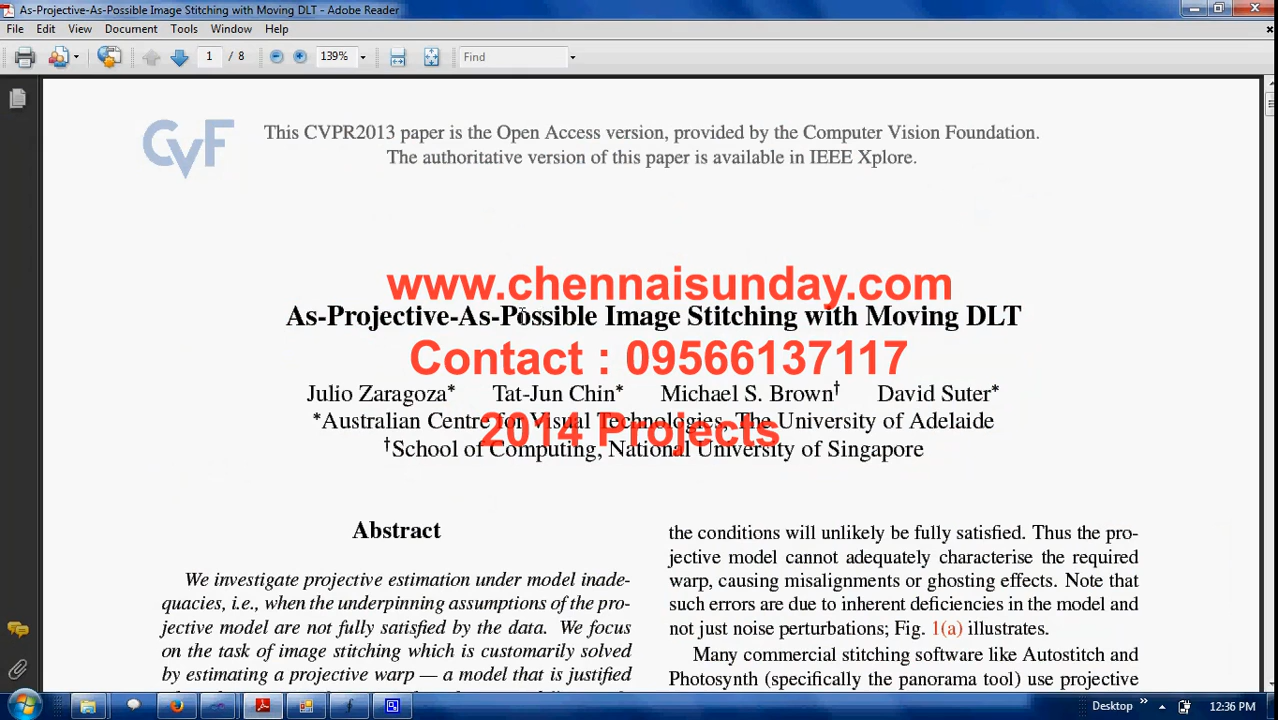 As-Projective-As-Possible Image Stitching with Moving DLT - Adobe Reader
File Edit View Document Tools Window Help
1 / 8 139% Find
CVF
This CVPR2013 paper is the Open Access version, provided by the Computer Vision Foundation.
The authoritative version of this paper is available in IEEE Xplore.
www.chennaisunday.com
As-Projective-As-Possible Image Stitching with Moving DLT
Contact : 09566137117
Julio Zaragoza* Tat-Jun Chin* Michael S. Brown† David Suter*
*Australian Centre for Visual Technologies, The University of Adelaide
2014 Projects
†School of Computing, National University of Singapore
Abstract
We investigate projective estimation under model inade-
quacies, i.e., when the underpinning assumptions of the pro-
jective model are not fully satisfied by the data. We focus
on the task of image stitching which is customarily solved
by estimating a projective warp — a model that is justified
the conditions will unlikely be fully satisfied. Thus the pro-
jective model cannot adequately characterise the required
warp, causing misalignments or ghosting effects. Note that
such errors are due to inherent deficiencies in the model and
not just noise perturbations; Fig. 1(a) illustrates.
Many commercial stitching software like Autostitch and
Photosynth (specifically the panorama tool) use projective
Desktop 12:36 PM